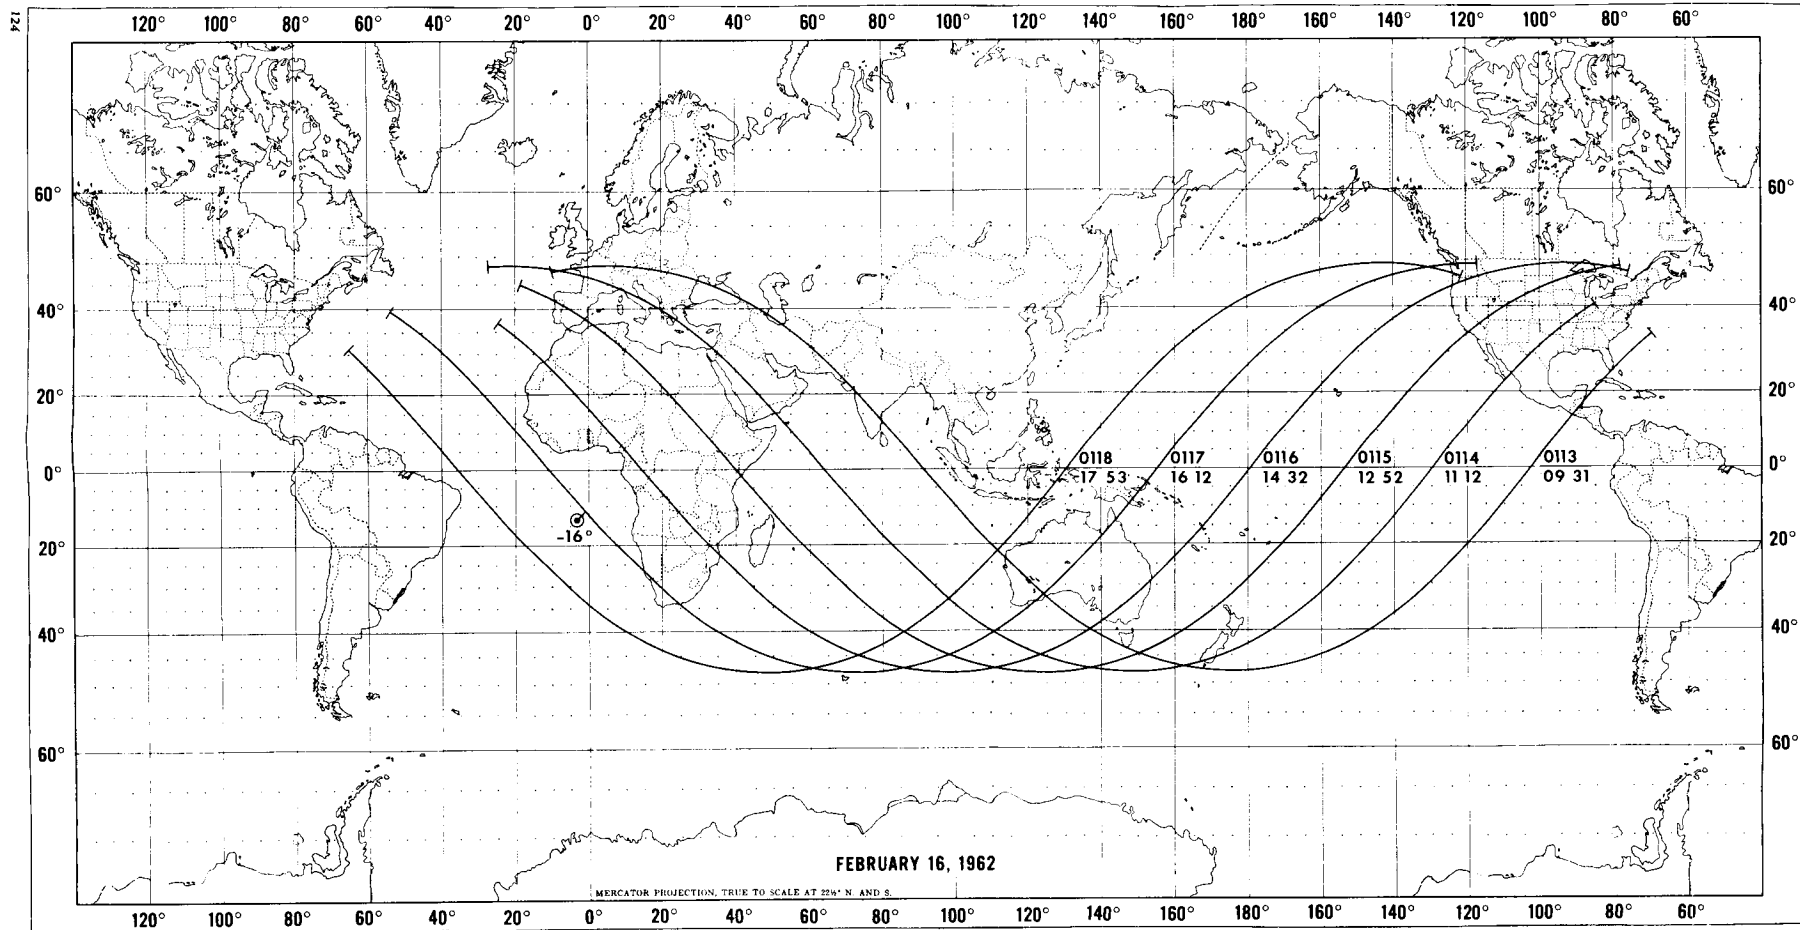 124
120° 100° 80° 60° 40° 20° 0° 20° 40° 60° 80° 100° 120° 140° 160° 180° 160° 140° 120° 100° 80° 60°
60° 60°
40° 40°
20° 20°
0° 0°
0118 0117 0116 0115 0114 0113
17 53 16 12 14 32 12 52 11 12 09 31
-16°
20° 20°
40° 40°
60° 60°
FEBRUARY 16, 1962
MERCATOR PROJECTION, TRUE TO SCALE AT 22½° N. AND S.
120° 100° 80° 60° 40° 20° 0° 20° 40° 60° 80° 100° 120° 140° 160° 180° 160° 140° 120° 100° 80° 60°